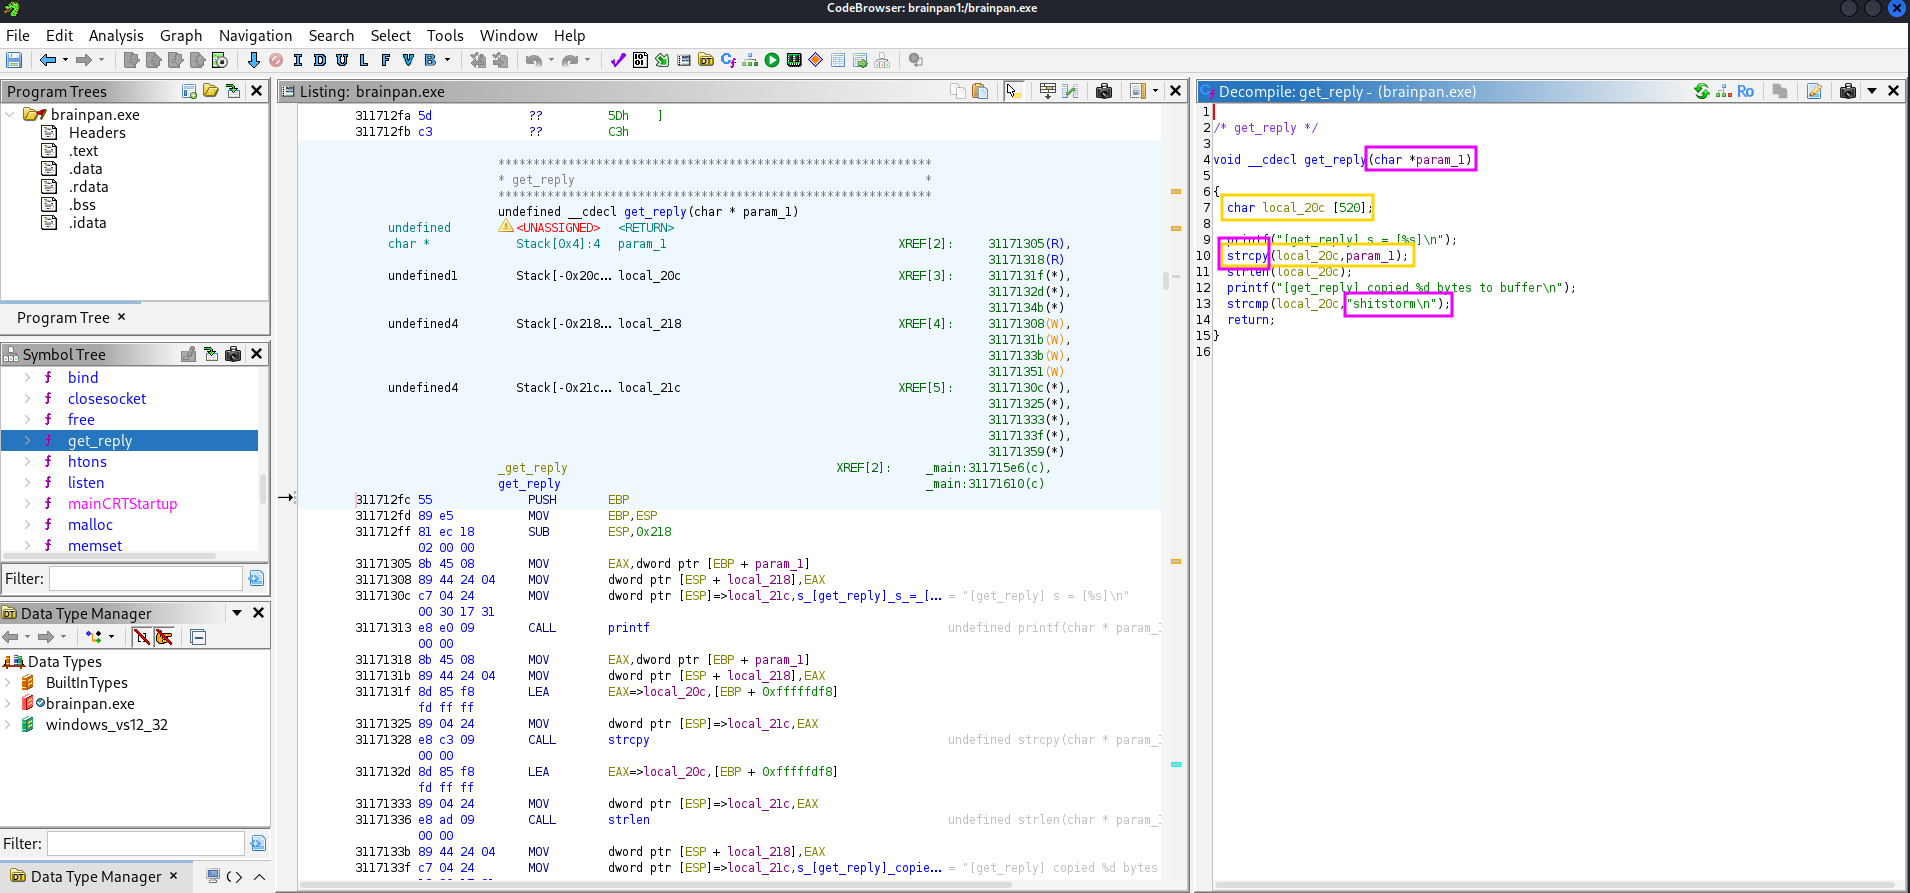 CodeBrowser: brainpan1:/brainpan.exe
File Edit Analysis Graph Navigation Search Select Tools Window Help
I D U L F V B
Program Trees
brainpan.exe
Headers
.text
.data
.rdata
.bss
.idata
Program Tree ×
Symbol Tree
f bind
f closesocket
f free
f get_reply
f htons
f listen
f mainCRTStartup
f malloc
f memset
Filter:
Data Type Manager
Data Types
BuiltInTypes
brainpan.exe
windows_vs12_32
Filter:
Data Type Manager ×
Listing: brainpan.exe
311712fa 5d ?? 5Dh ]
311712fb c3 ?? C3h
**************************************************************
* get_reply *
**************************************************************
undefined __cdecl get_reply(char * param_1)
undefined <UNASSIGNED> <RETURN>
char * Stack[0x4]:4 param_1 XREF[2]: 31171305(R),
31171318(R)
undefined1 Stack[-0x20c... local_20c XREF[3]: 3117131f(*),
3117132d(*),
3117134b(*)
undefined4 Stack[-0x218... local_218 XREF[4]: 31171308(W),
3117131b(W),
3117133b(W),
31171351(W)
undefined4 Stack[-0x21c... local_21c XREF[5]: 3117130c(*),
31171325(*),
31171333(*),
3117133f(*),
31171359(*)
_get_reply XREF[2]: _main:311715e6(c),
get_reply _main:31171610(c)
311712fc 55 PUSH EBP
311712fd 89 e5 MOV EBP,ESP
311712ff 81 ec 18 SUB ESP,0x218
02 00 00
31171305 8b 45 08 MOV EAX,dword ptr [EBP + param_1]
31171308 89 44 24 04 MOV dword ptr [ESP + local_218],EAX
3117130c c7 04 24 MOV dword ptr [ESP]=>local_21c,s_[get_reply]_s_=_[... = "[get_reply] s = [%s]\n"
00 30 17 31
31171313 e8 e0 09 CALL printf undefined printf(char * param_1
00 00
31171318 8b 45 08 MOV EAX,dword ptr [EBP + param_1]
3117131b 89 44 24 04 MOV dword ptr [ESP + local_218],EAX
3117131f 8d 85 f8 LEA EAX=>local_20c,[EBP + 0xfffffdf8]
fd ff ff
31171325 89 04 24 MOV dword ptr [ESP]=>local_21c,EAX
31171328 e8 c3 09 CALL strcpy undefined strcpy(char * param_1
00 00
3117132d 8d 85 f8 LEA EAX=>local_20c,[EBP + 0xfffffdf8]
fd ff ff
31171333 89 04 24 MOV dword ptr [ESP]=>local_21c,EAX
31171336 e8 ad 09 CALL strlen undefined strlen(char * param_1
00 00
3117133b 89 44 24 04 MOV dword ptr [ESP + local_218],EAX
3117133f c7 04 24 MOV dword ptr [ESP]=>local_21c,s_[get_reply]_copie... = "[get_reply] copied %d bytes
Decompile: get_reply - (brainpan.exe)
Ro
1
2 /* get_reply */
3
4 void __cdecl get_reply(char *param_1)
5
6 {
7 char local_20c [520];
8
9 printf("[get_reply] s = [%s]\n");
10 strcpy(local_20c,param_1);
11 strlen(local_20c);
12 printf("[get_reply] copied %d bytes to buffer\n");
13 strcmp(local_20c,"shitstorm\n");
14 return;
15 }
16